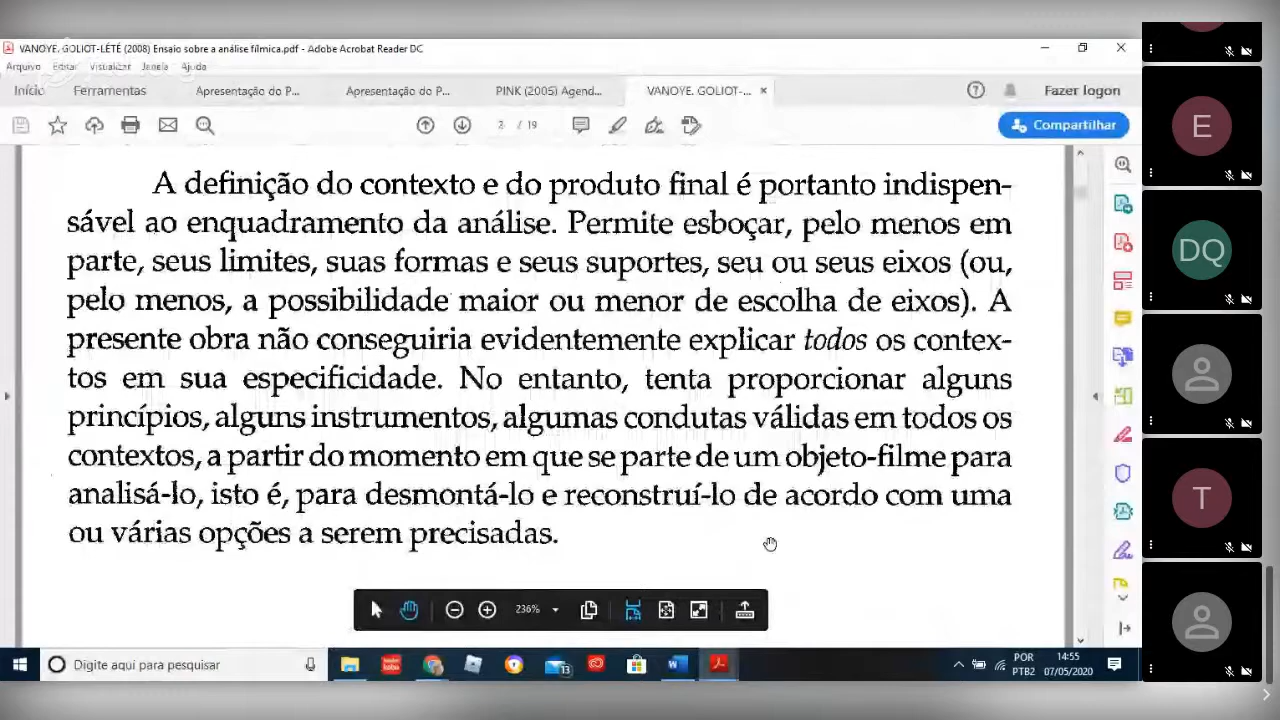 VANOYE. GOLIOT-LÉTÉ (2008) Ensaio sobre a análise fílmica.pdf - Adobe Acrobat Reader DC
Arquivo Editar Visualizar Janela Ajuda
Início Ferramentas Apresentação do P... Apresentação do P... PINK (2005) Agend... VANOYE. GOLIOT-... × Fazer logon
/ 19 Compartilhar
A definição do contexto e do produto final é portanto indispen-
sável ao enquadramento da análise. Permite esboçar, pelo menos em
parte, seus limites, suas formas e seus suportes, seu ou seus eixos (ou,
pelo menos, a possibilidade maior ou menor de escolha de eixos). A
presente obra não conseguiria evidentemente explicar todos os contex-
tos em sua especificidade. No entanto, tenta proporcionar alguns
princípios, alguns instrumentos, algumas condutas válidas em todos os
contextos, a partir do momento em que se parte de um objeto-filme para
analisá-lo, isto é, para desmontá-lo e reconstruí-lo de acordo com uma
ou várias opções a serem precisadas.
236%
Digite aqui para pesquisar
13
POR
PTB2
14:55
07/05/2020
E
DQ
T